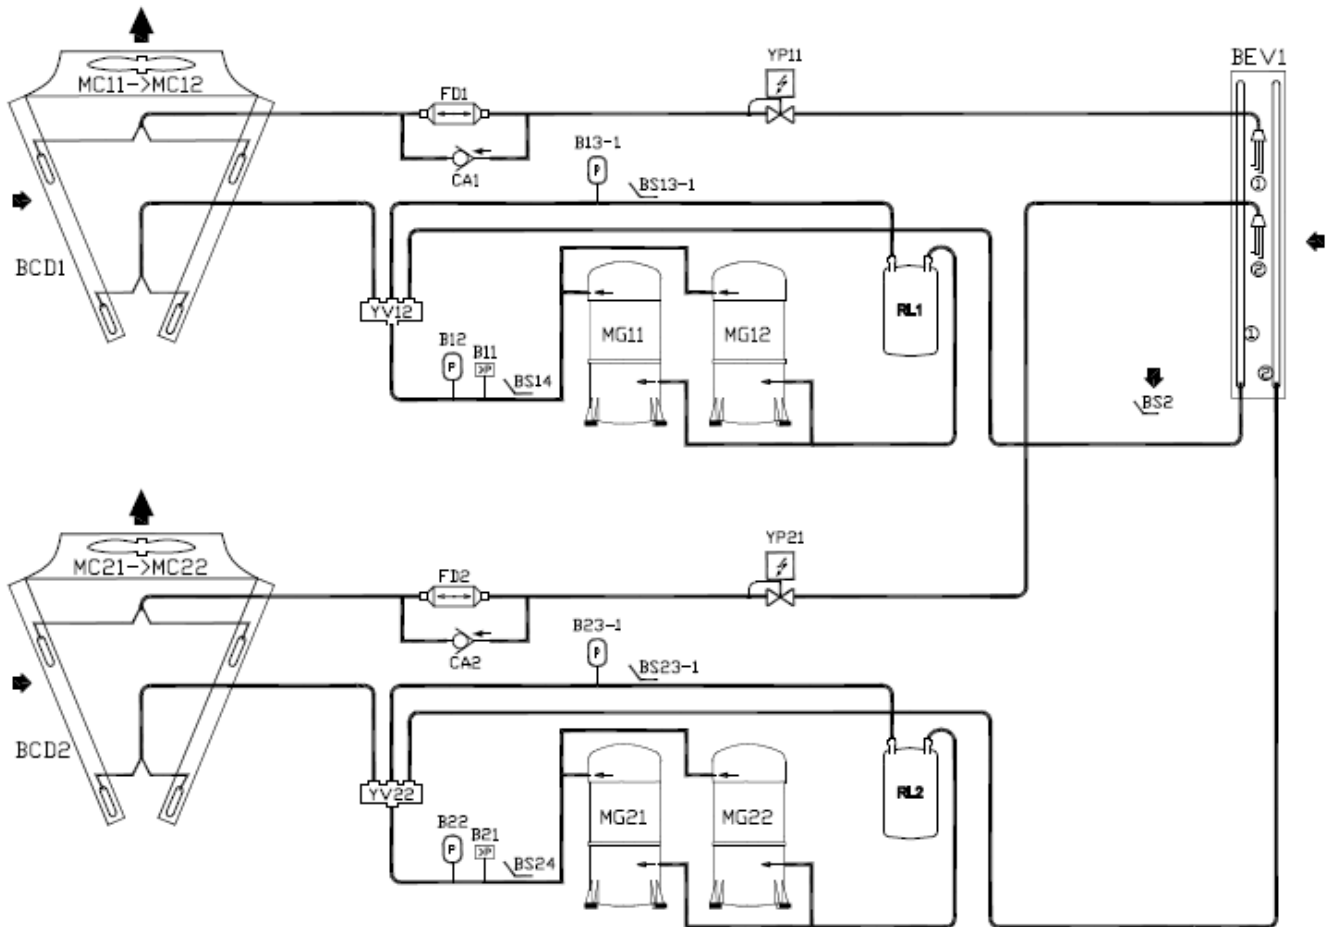 YP11
BEV1
MC11->MC12
FD1
B13-1
CA1
BS13-1
①
BCD1
②
YV12
RL1
MG11
MG12
①
B12
B11
P
P
>P
BS14
②
BS2
YP21
MC21->MC22
FD2
B23-1
CA2
P
BS23-1
BCD2
YV22
RL2
MG21
MG22
B22
B21
P
>P
BS24